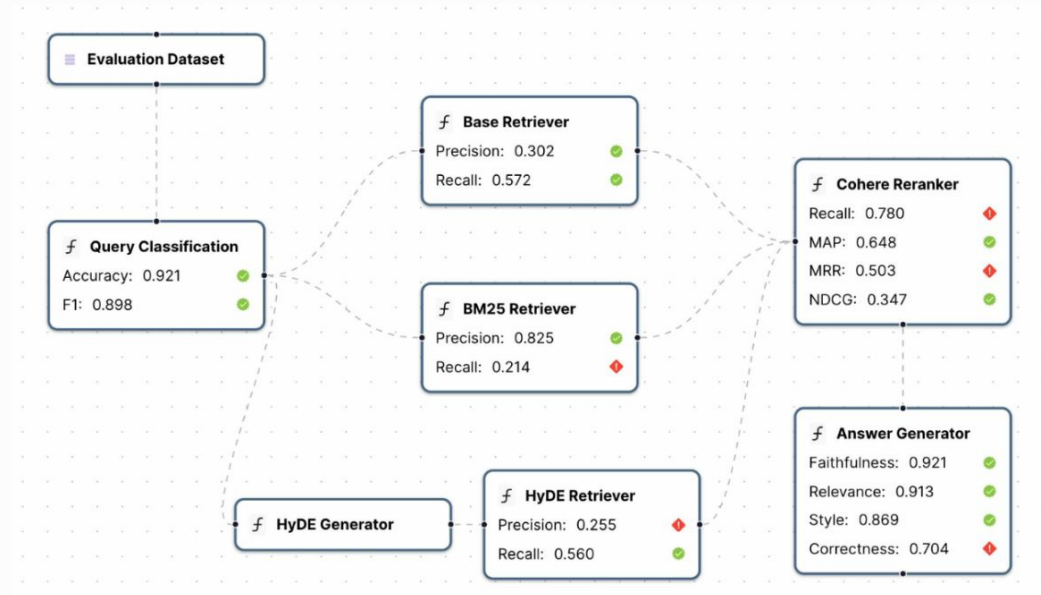 Evaluation Dataset
Query Classification
Accuracy: 0.921
F1: 0.898
Base Retriever
Precision: 0.302
Recall: 0.572
BM25 Retriever
Precision: 0.825
Recall: 0.214
HyDE Generator
HyDE Retriever
Precision: 0.255
Recall: 0.560
Cohere Reranker
Recall: 0.780
MAP: 0.648
MRR: 0.503
NDCG: 0.347
Answer Generator
Faithfulness: 0.921
Relevance: 0.913
Style: 0.869
Correctness: 0.704